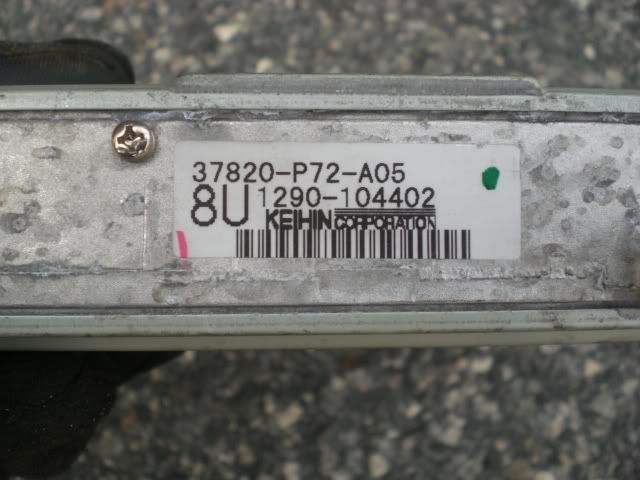 37820-P72-A05
8U 1290-104402
KEIHIN CORPORATION